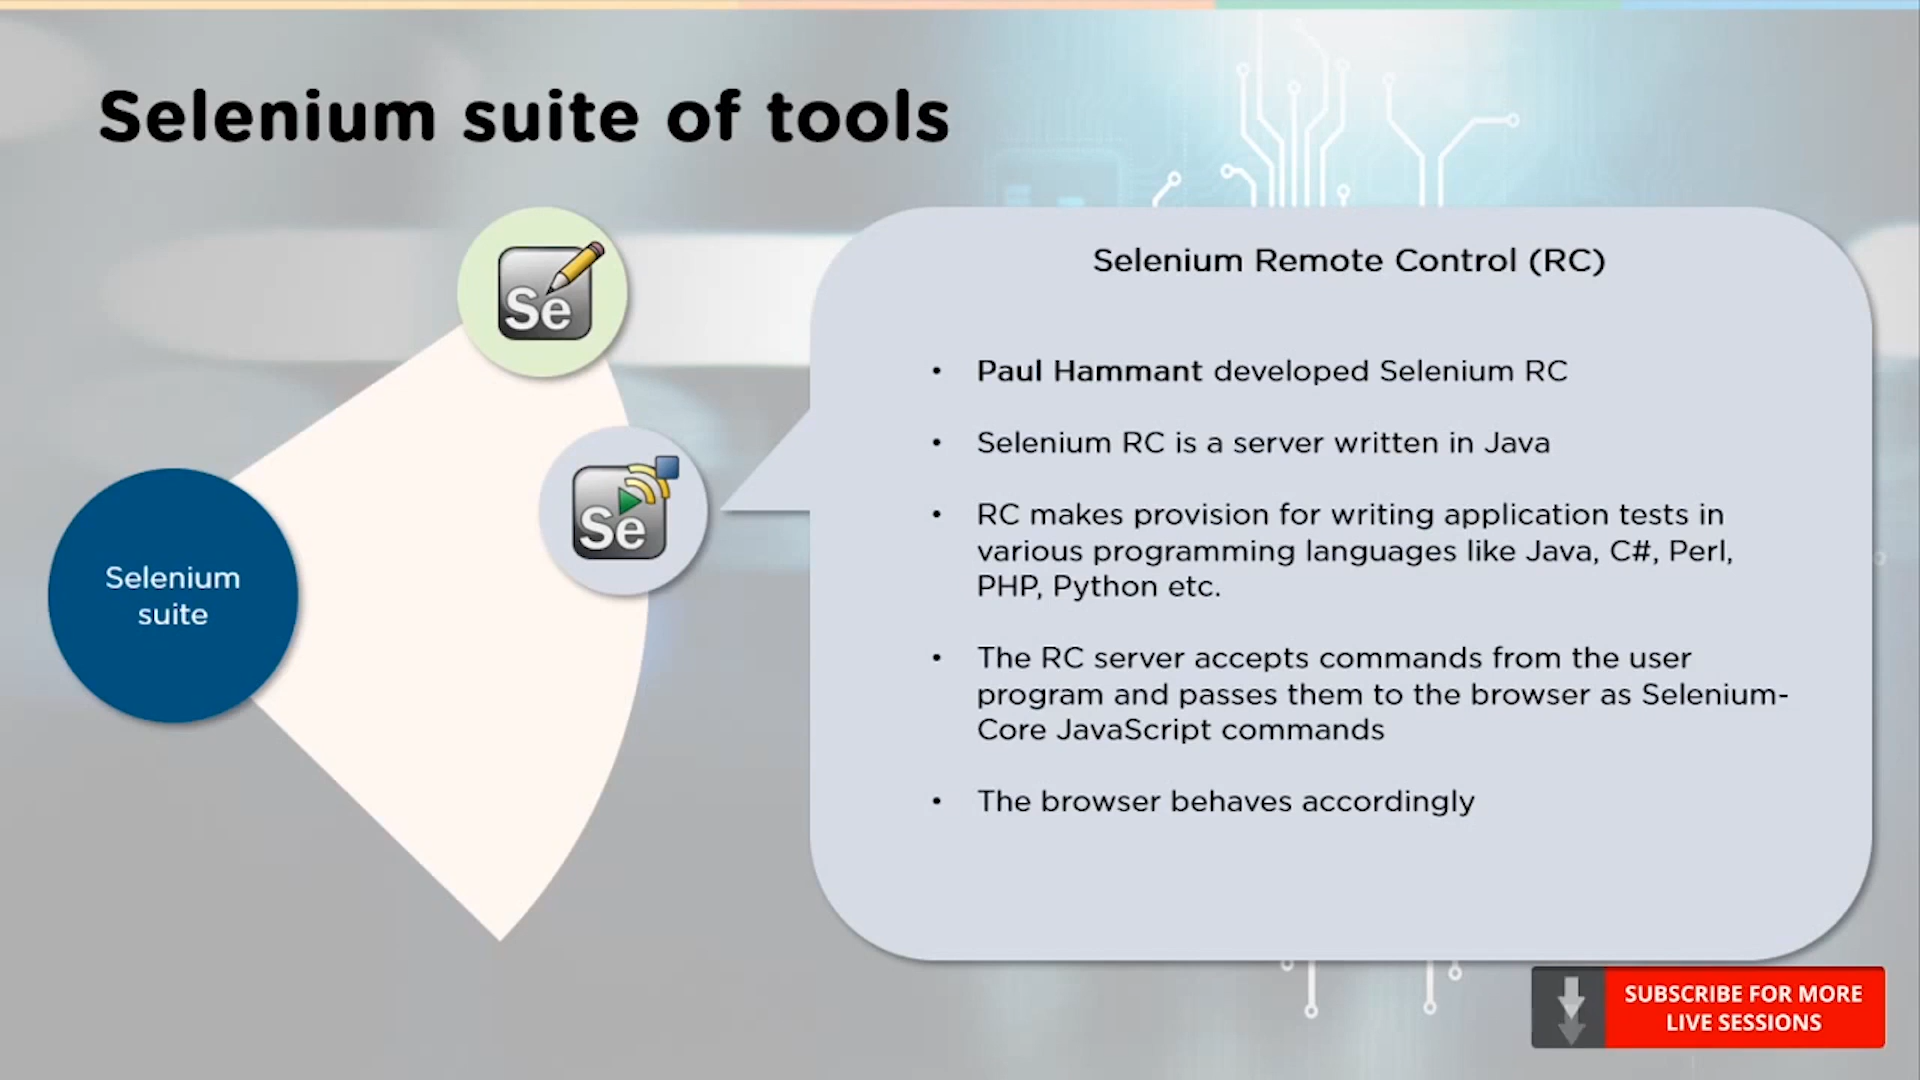 Selenium suite of tools
Se
Se
Selenium
suite
Selenium Remote Control (RC)
• Paul Hammant developed Selenium RC
• Selenium RC is a server written in Java
• RC makes provision for writing application tests in
various programming languages like Java, C#, Perl,
PHP, Python etc.
• The RC server accepts commands from the user
program and passes them to the browser as Selenium-
Core JavaScript commands
• The browser behaves accordingly
SUBSCRIBE FOR MORE
LIVE SESSIONS